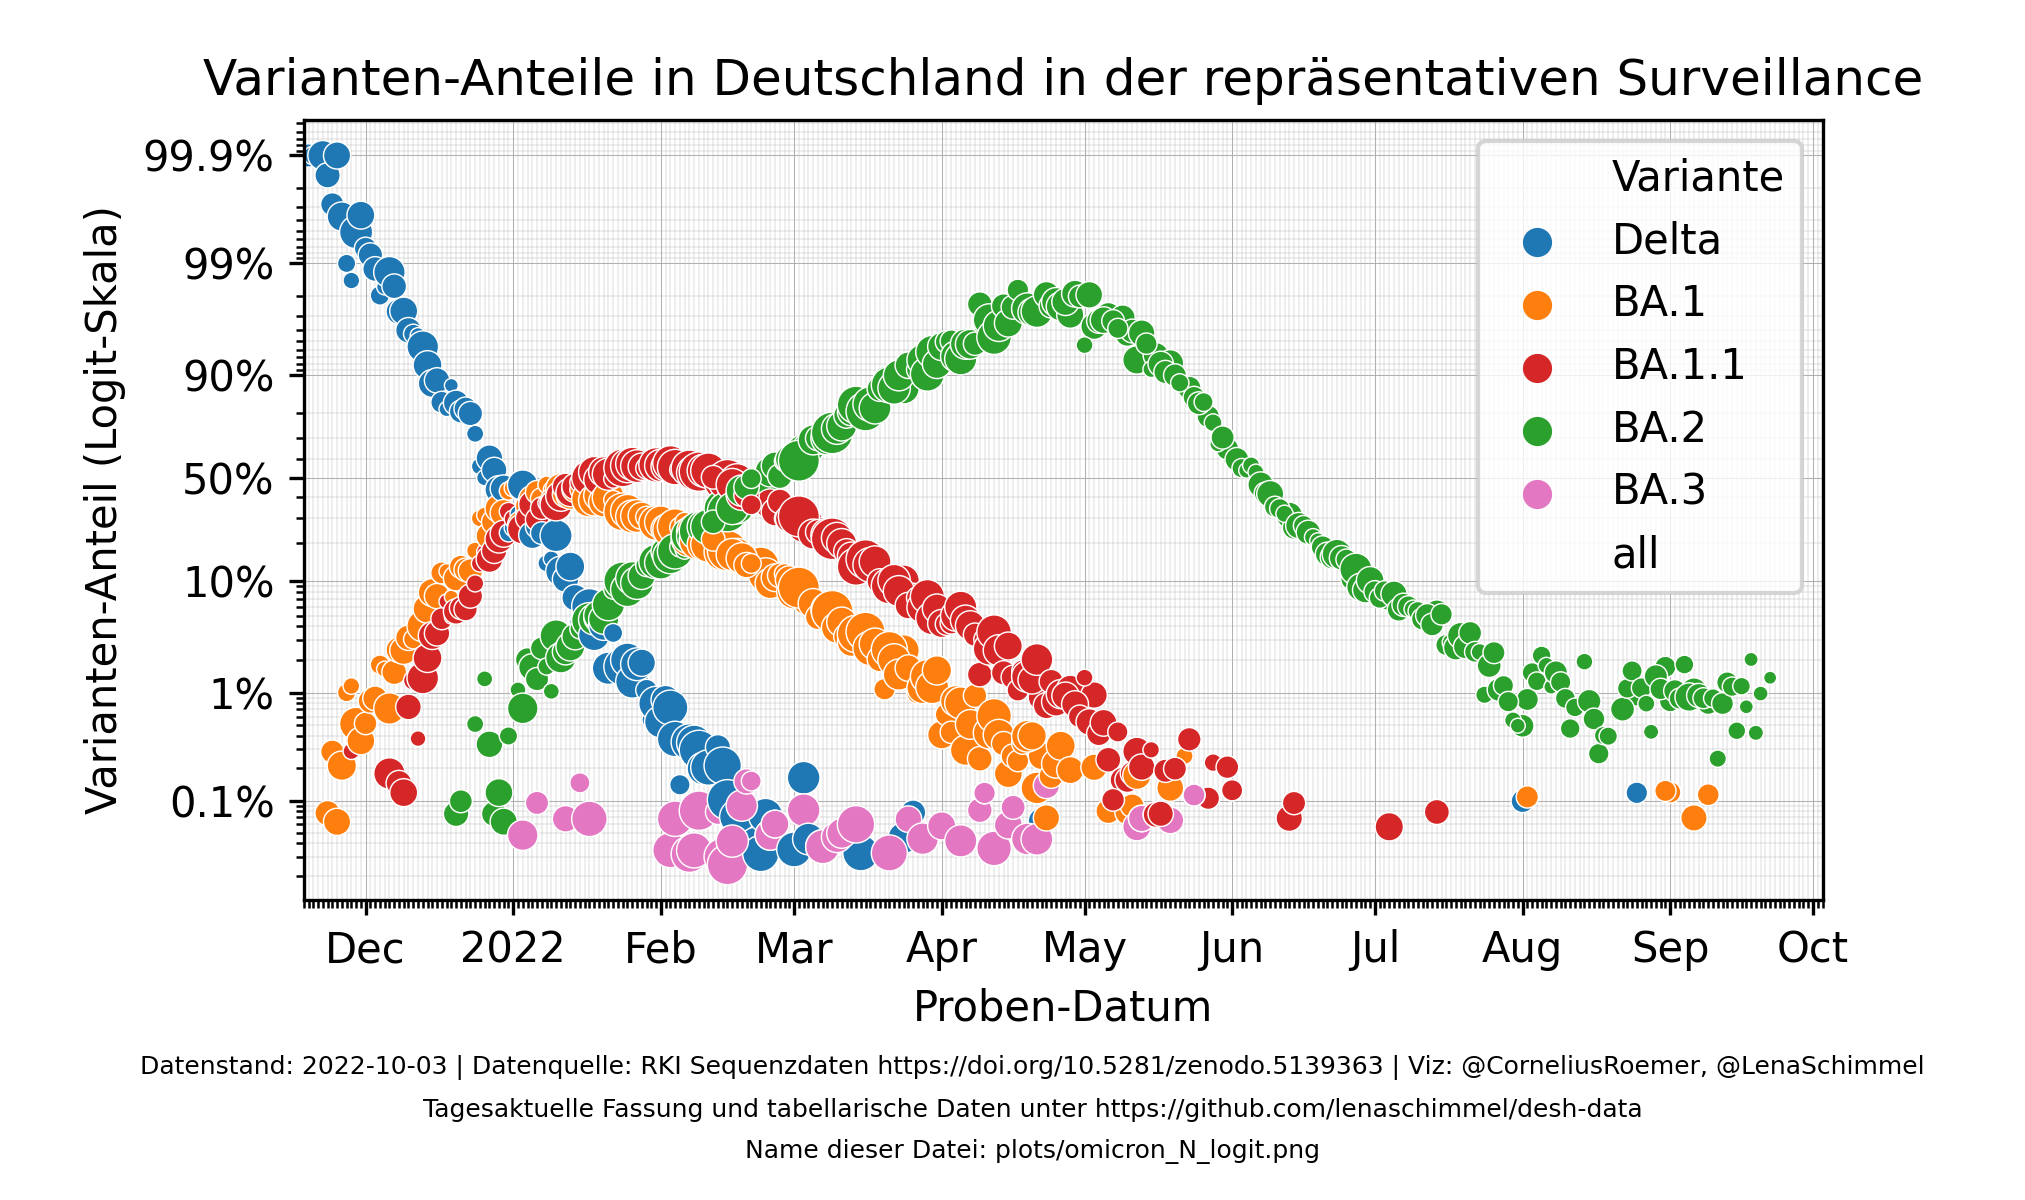 Varianten-Anteile in Deutschland in der repräsentativen Surveillance
Varianten-Anteil (Logit-Skala)
99.9%
99%
90%
50%
10%
1%
0.1%
Variante
Delta
BA.1
BA.1.1
BA.2
BA.3
all
Dec 2022 Feb Mar Apr May Jun Jul Aug Sep Oct
Proben-Datum
Datenstand: 2022-10-03 | Datenquelle: RKI Sequenzdaten https://doi.org/10.5281/zenodo.5139363 | Viz: @CorneliusRoemer, @LenaSchimmel
Tagesaktuelle Fassung und tabellarische Daten unter https://github.com/lenaschimmel/desh-data
Name dieser Datei: plots/omicron_N_logit.png